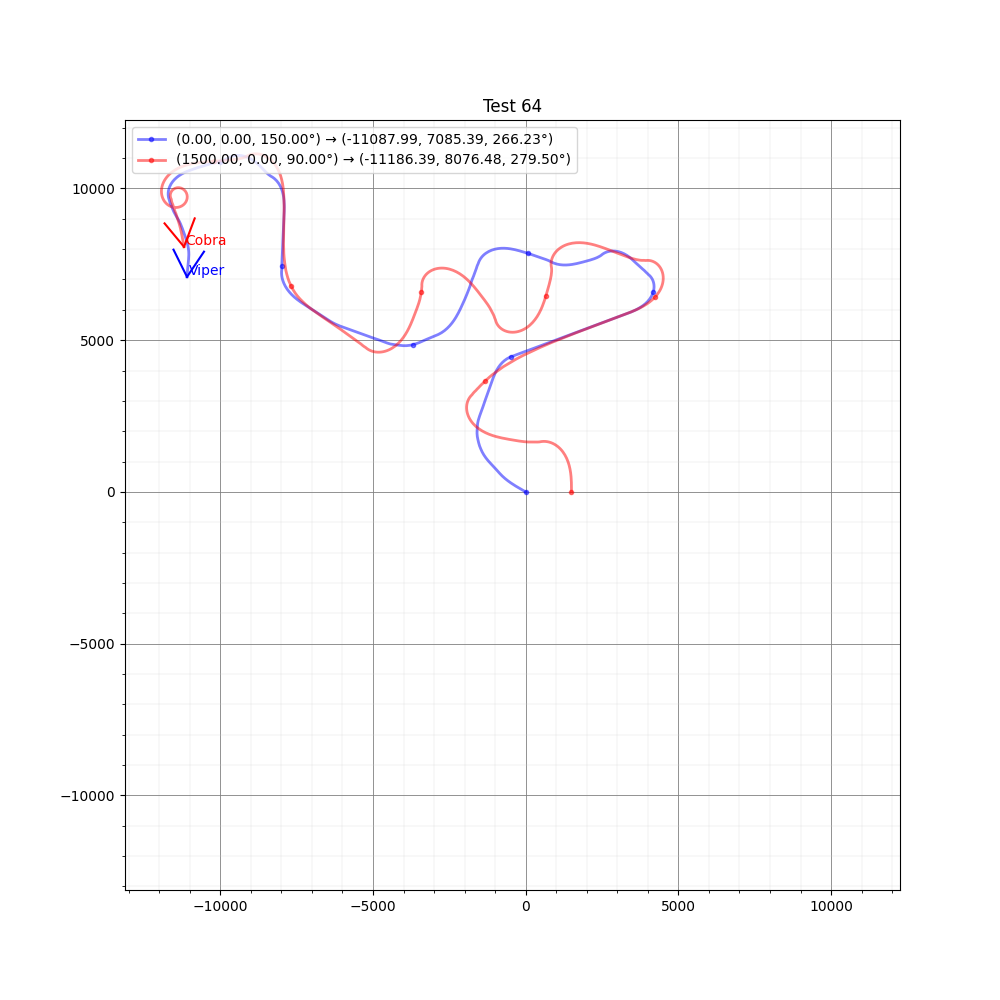 Test 64
(0.00, 0.00, 150.00°) → (-11087.99, 7085.39, 266.23°)
(1500.00, 0.00, 90.00°) → (-11186.39, 8076.48, 279.50°)
10000
Cobra
Viper
5000
0
−5000
−10000
−10000
−5000
0
5000
10000